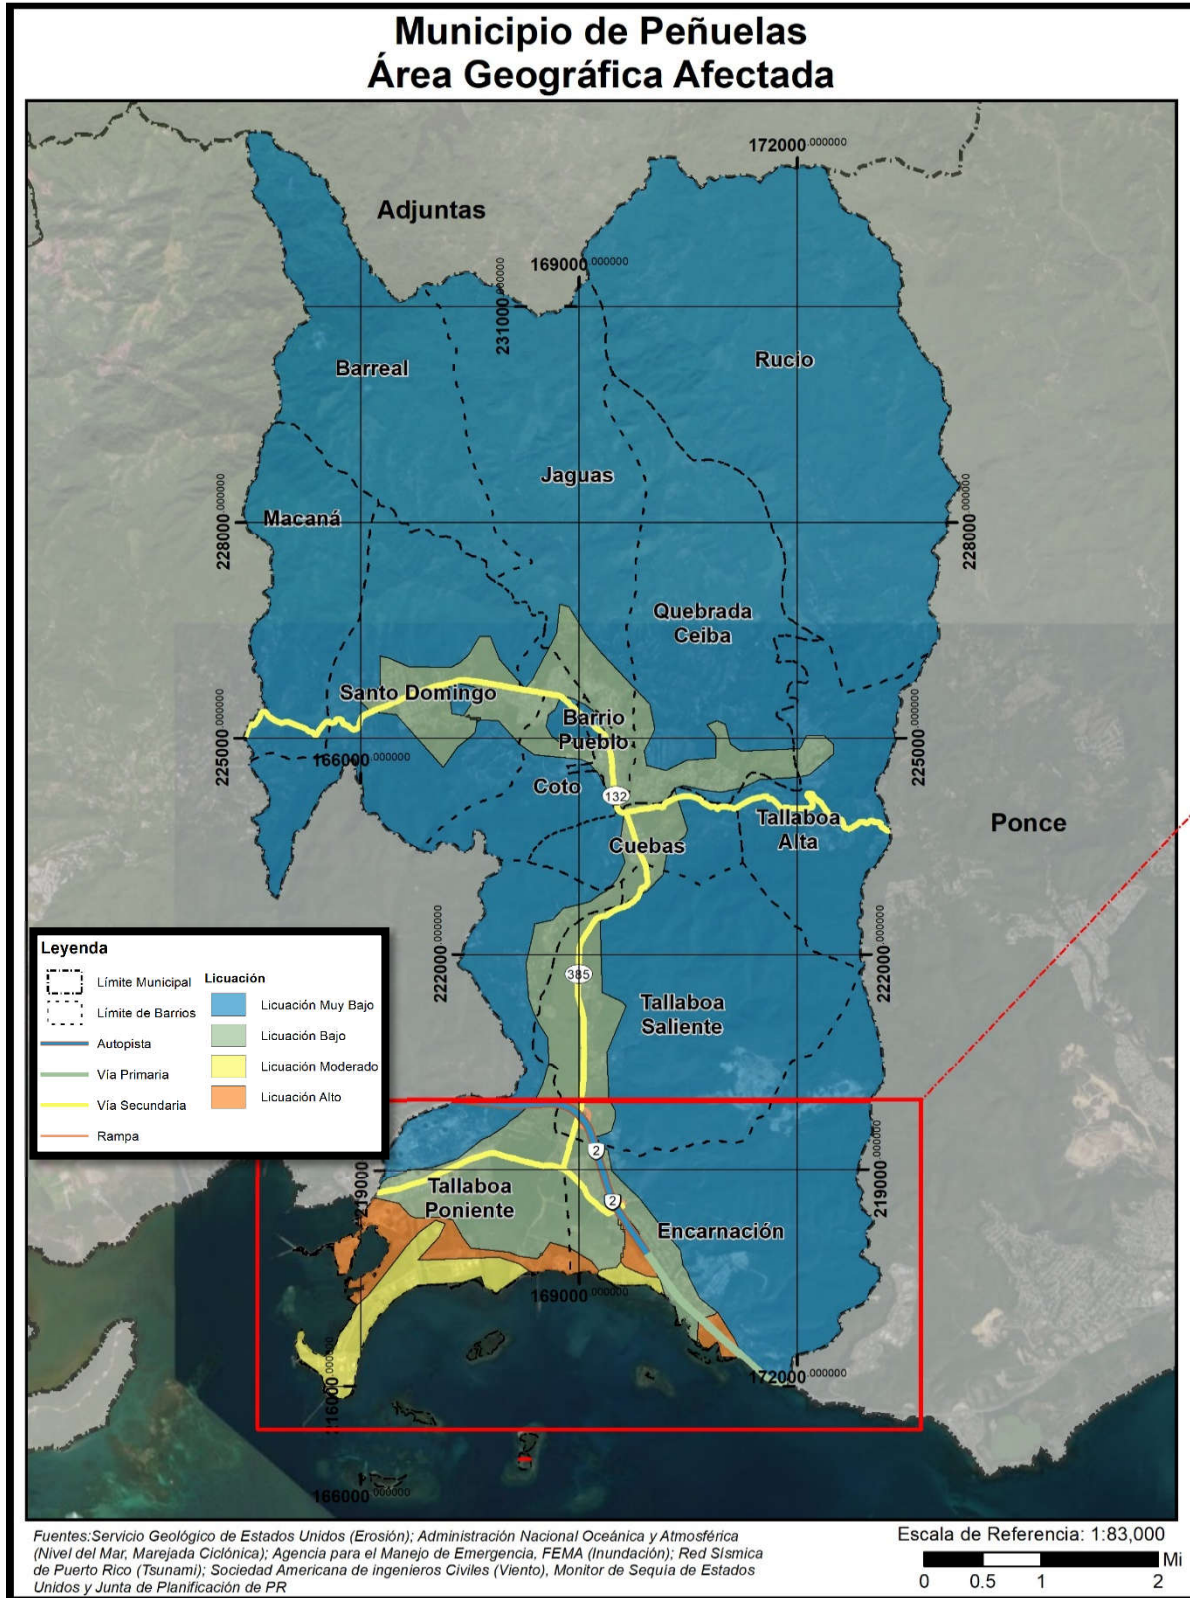 Municipio de Peñuelas
Área Geográfica Afectada
172000.000000
Adjuntas
169000.000000
231000.000000
Barreal
Rucio
Jaguas
Macaná
228000.000000
228000.000000
Quebrada
Ceiba
Santo Domingo
Barrio
Pueblo
225000.000000
225000.000000
166000.000000
Coto
132
Tallaboa
Alta
Ponce
Cuebas
222000.000000
222000.000000
385
Tallaboa
Saliente
Leyenda
Límite Municipal
Límite de Barrios
Autopista
Vía Primaria
Vía Secundaria
Rampa
Licuación
Licuación Muy Bajo
Licuación Bajo
Licuación Moderado
Licuación Alto
2
219000.000000
219000.000000
Tallaboa
Poniente
2
Encarnación
169000.000000
216000.000000
172000.000000
166000.000000
Fuentes:Servicio Geológico de Estados Unidos (Erosión); Administración Nacional Oceánica y Atmosférica
(Nivel del Mar, Marejada Ciclónica); Agencia para el Manejo de Emergencia, FEMA (Inundación); Red Sísmica
de Puerto Rico (Tsunami); Sociedad Americana de ingenieros Civiles (Viento), Monitor de Sequia de Estados
Unidos y Junta de Planificación de PR
Escala de Referencia: 1:83,000
Mi
0 0.5 1 2